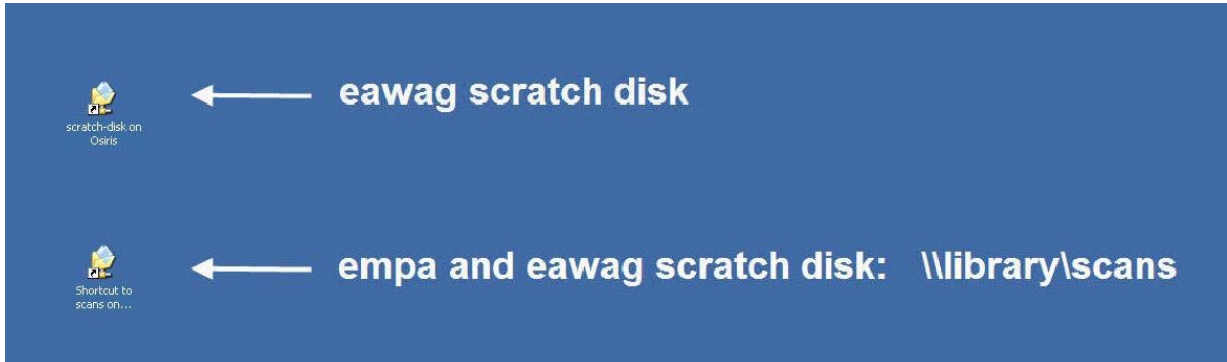 eawag scratch disk
scratch-disk on
Osiris
empa and eawag scratch disk: \\library\scans
Shortcut to
scans on...